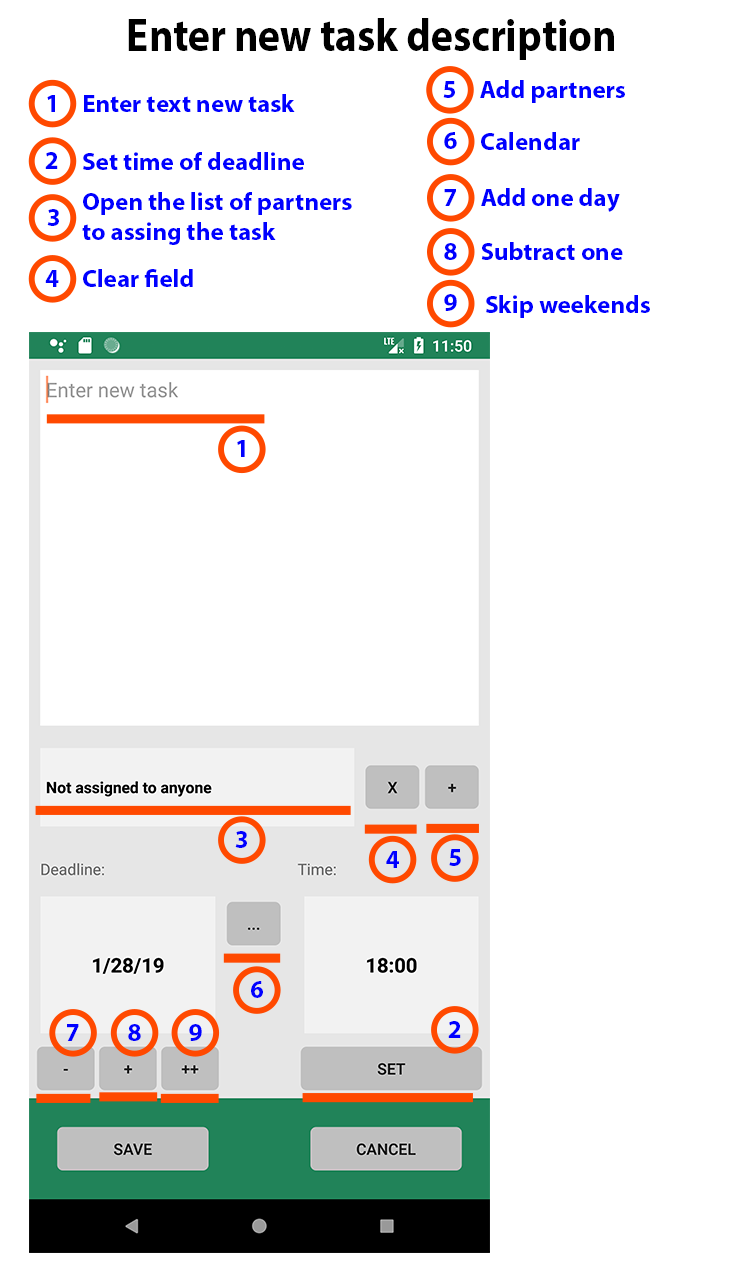 Enter new task description
1 Enter text new task
2 Set time of deadline
3 Open the list of partners
to assing the task
4 Clear field
5 Add partners
6 Calendar
7 Add one day
8 Subtract one
9 Skip weekends
LTE 11:50
Enter new task
1
Not assigned to anyone
X
+
3
4
5
Deadline:
Time:
1/28/19
...
18:00
6
7
8
9
2
-
+
++
SET
SAVE
CANCEL